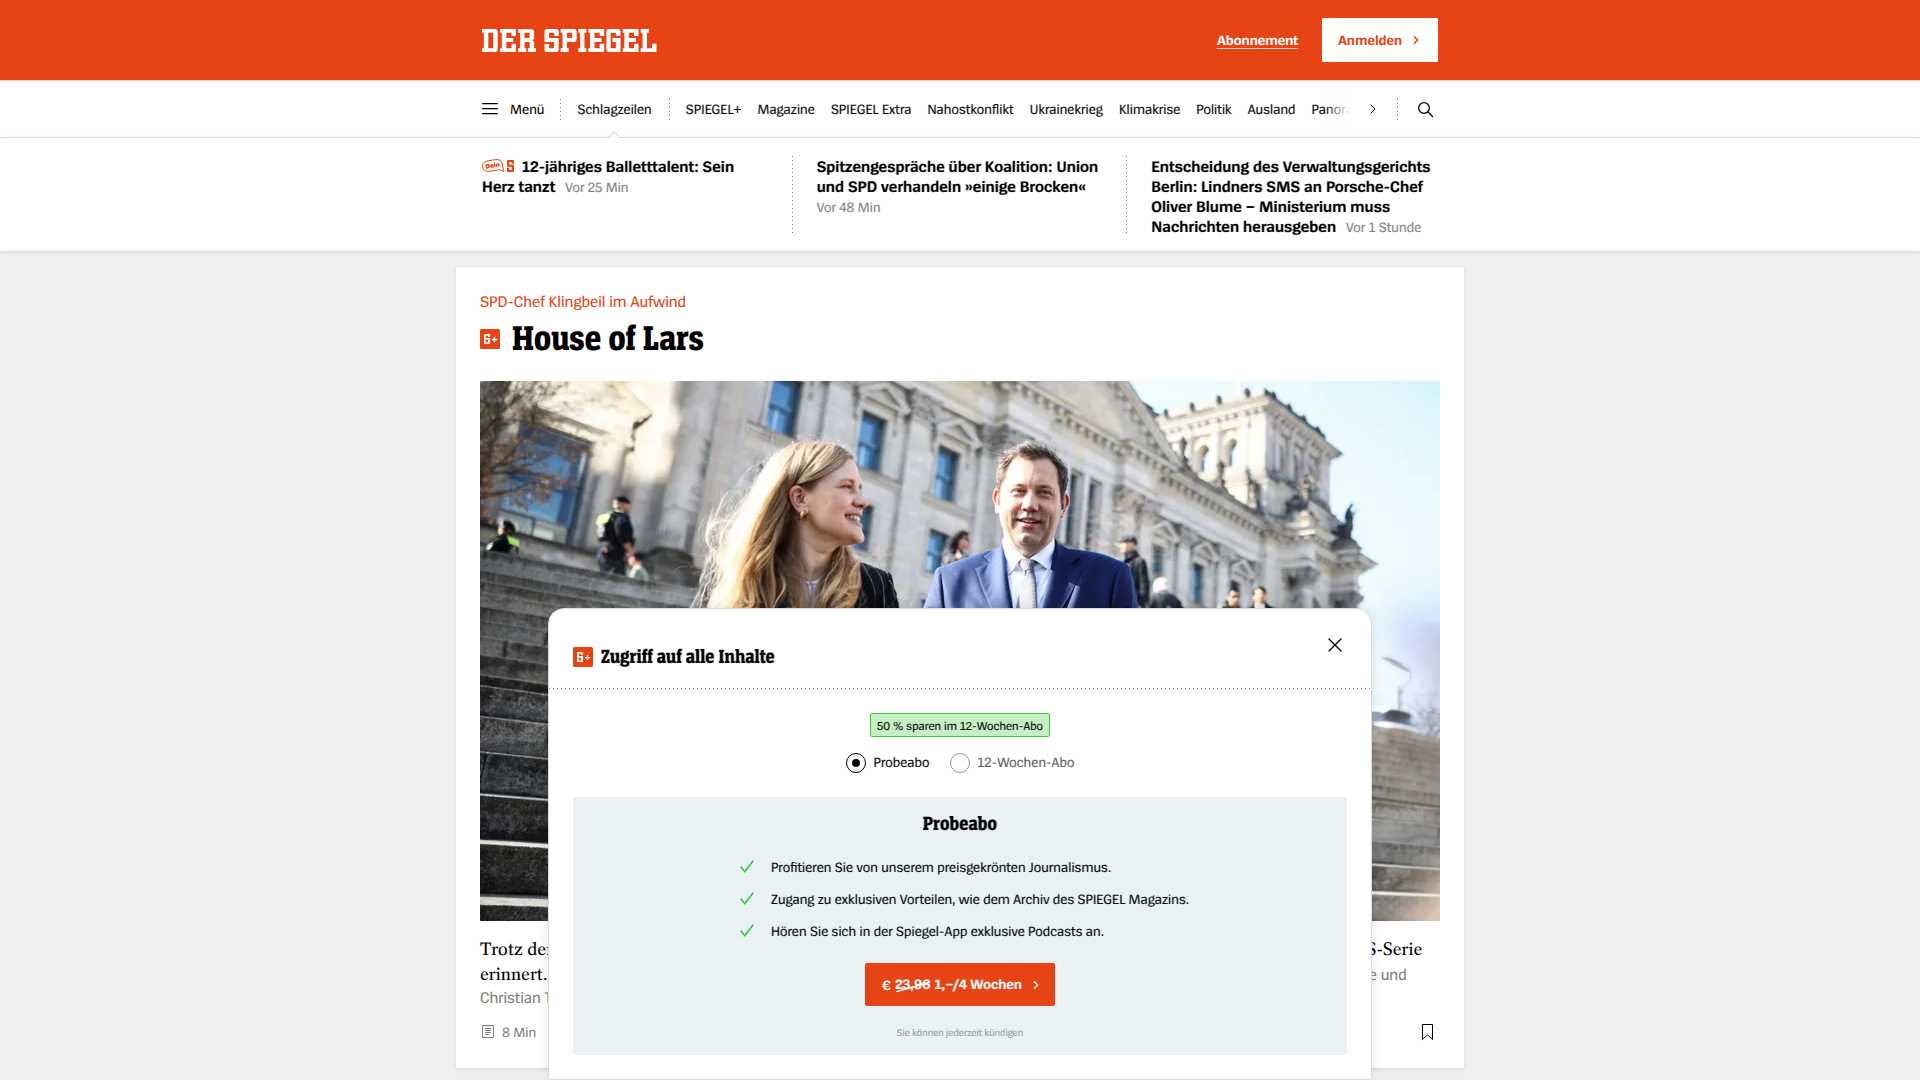 DER SPIEGEL
Abonnement
Anmelden
Menü
Schlagzeilen
SPIEGEL+
Magazine
SPIEGEL Extra
Nahostkonflikt
Ukrainekrieg
Klimakrise
Politik
Ausland
Dein S 12-jähriges Balletttalent: Sein
Herz tanzt Vor 25 Min
Spitzengespräche über Koalition: Union
und SPD verhandeln »einige Brocken«
Vor 48 Min
Entscheidung des Verwaltungsgerichts
Berlin: Lindners SMS an Porsche-Chef
Oliver Blume – Ministerium muss
Nachrichten herausgeben Vor 1 Stunde
SPD-Chef Klingbeil im Aufwind
S+ House of Lars
S+ Zugriff auf alle Inhalte
50 % sparen im 12-Wochen-Abo
Probeabo
12-Wochen-Abo
Probeabo
Profitieren Sie von unserem preisgekrönten Journalismus.
Zugang zu exklusiven Vorteilen, wie dem Archiv des SPIEGEL Magazins.
Hören Sie sich in der Spiegel-App exklusive Podcasts an.
€ 23,96 1,–/4 Wochen
Sie können jederzeit kündigen
Trotz
S-Serie
erinnert.
und
Christian
8 Min